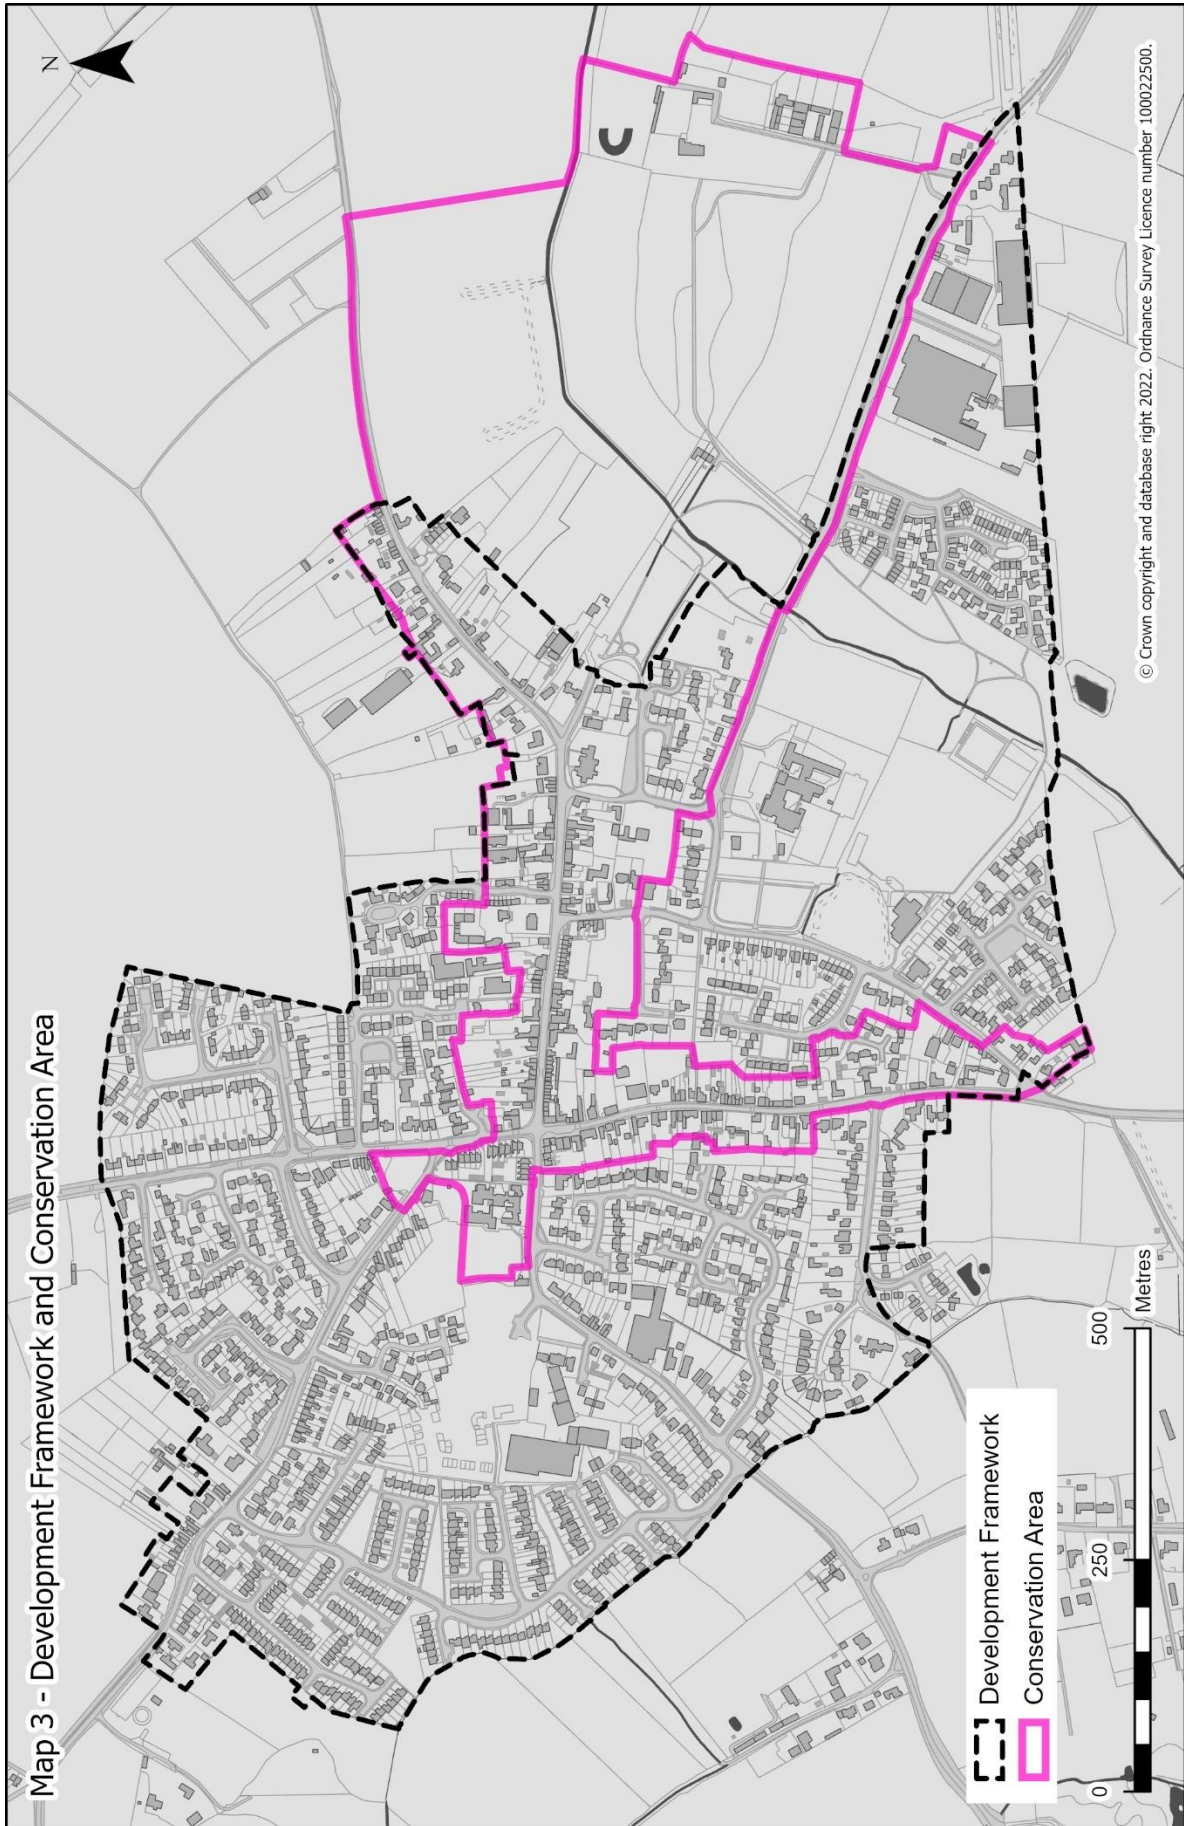 Map 3 - Development Framework and Conservation Area
N
Development Framework
Conservation Area
0
250
500
Metres
© Crown copyright and database right 2022. Ordnance Survey Licence number 100022500.